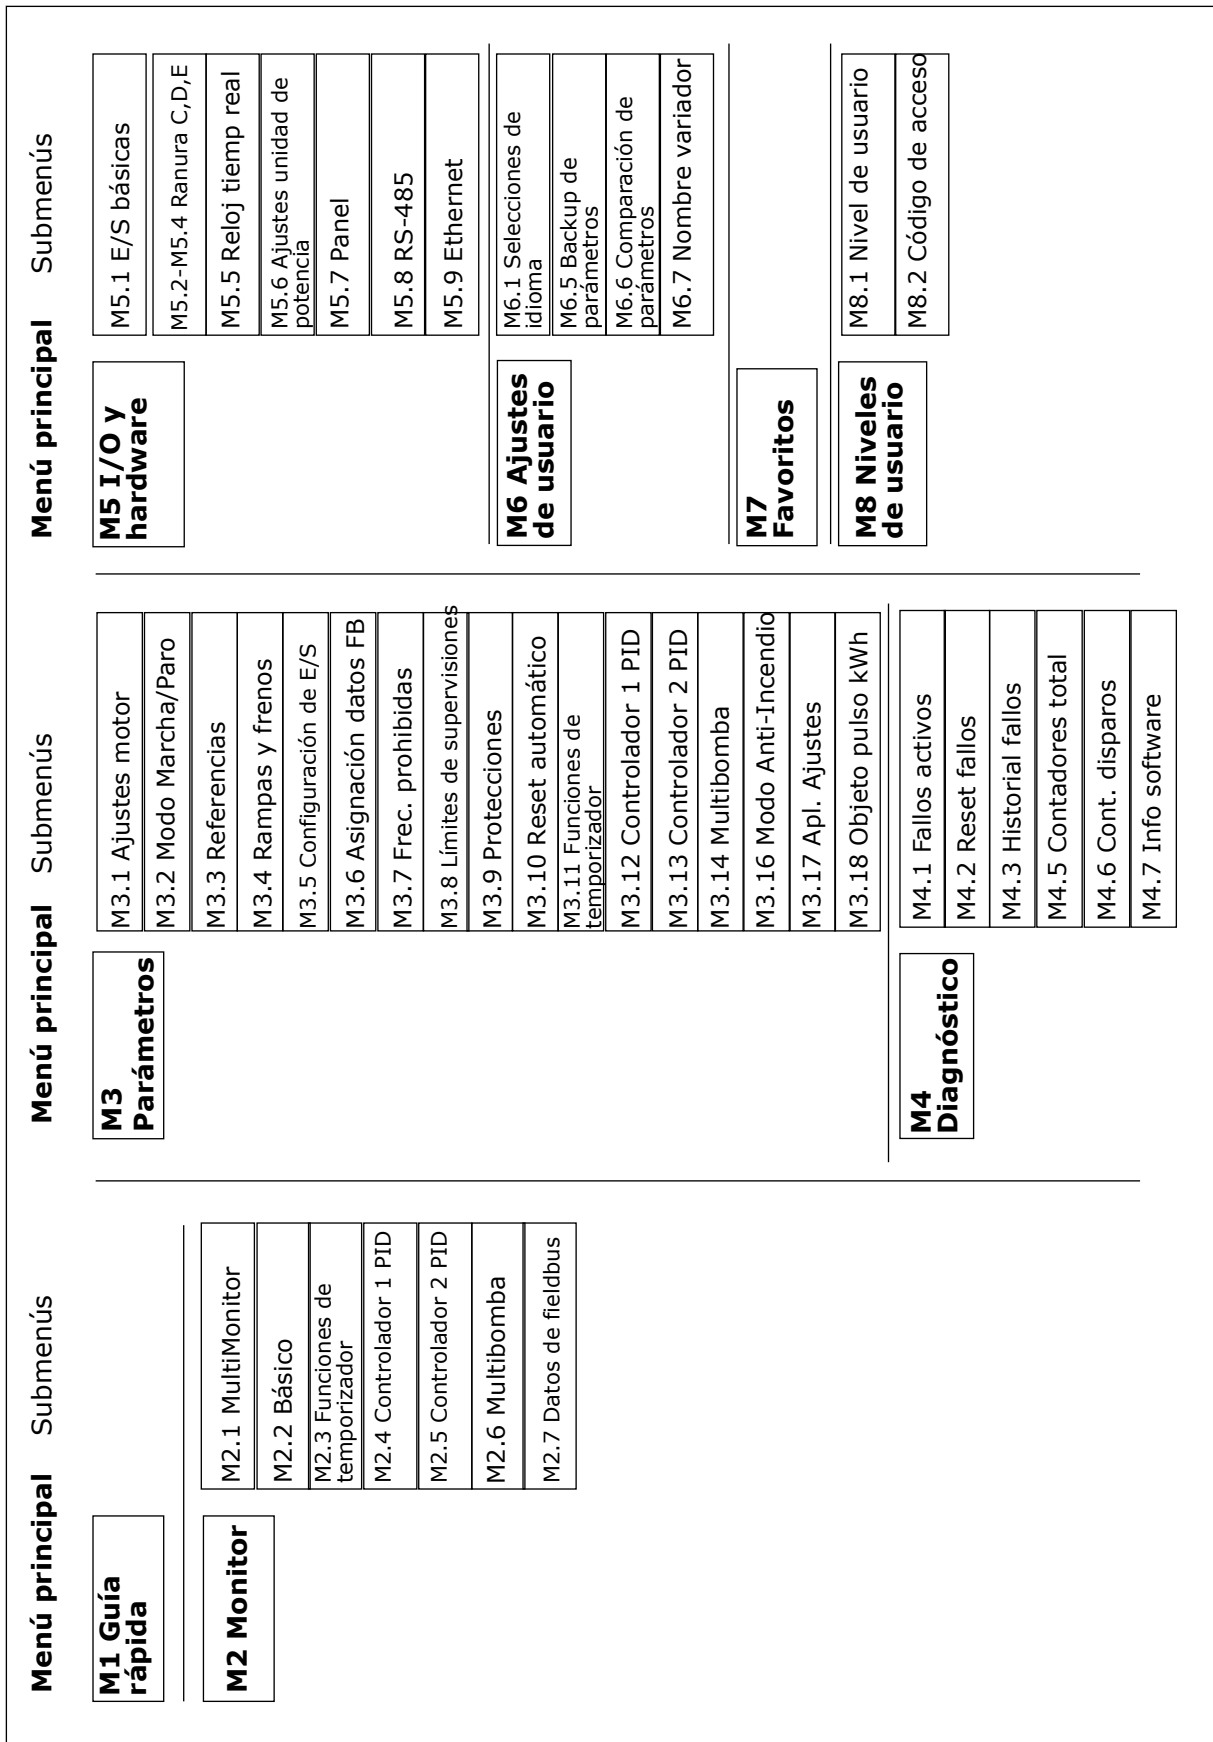 Menú principal
Submenús
M1 Guía
rápida
M2 Monitor
M2.1 MultiMonitor
M2.2 Básico
M2.3 Funciones de
temporizador
M2.4 Controlador 1 PID
M2.5 Controlador 2 PID
M2.6 Multibomba
M2.7 Datos de fieldbus
Menú principal
Submenús
M3
Parámetros
M3.1 Ajustes motor
M3.2 Modo Marcha/Paro
M3.3 Referencias
M3.4 Rampas y frenos
M3.5 Configuración de E/S
M3.6 Asignación datos FB
M3.7 Frec. prohibidas
M3.8 Límites de supervisiones
M3.9 Protecciones
M3.10 Reset automático
M3.11 Funciones de
temporizador
M3.12 Controlador 1 PID
M3.13 Controlador 2 PID
M3.14 Multibomba
M3.16 Modo Anti-Incendio
M3.17 Apl. Ajustes
M3.18 Objeto pulso kWh
M4
Diagnóstico
M4.1 Fallos activos
M4.2 Reset fallos
M4.3 Historial fallos
M4.5 Contadores total
M4.6 Cont. disparos
M4.7 Info software
Menú principal
Submenús
M5 I/O y
hardware
M5.1 E/S básicas
M5.2-M5.4 Ranura C,D,E
M5.5 Reloj tiemp real
M5.6 Ajustes unidad de
potencia
M5.7 Panel
M5.8 RS-485
M5.9 Ethernet
M6 Ajustes
de usuario
M6.1 Selecciones de
idioma
M6.5 Backup de
parámetros
M6.6 Comparación de
parámetros
M6.7 Nombre variador
M7
Favoritos
M8 Niveles
de usuario
M8.1 Nivel de usuario
M8.2 Código de acceso